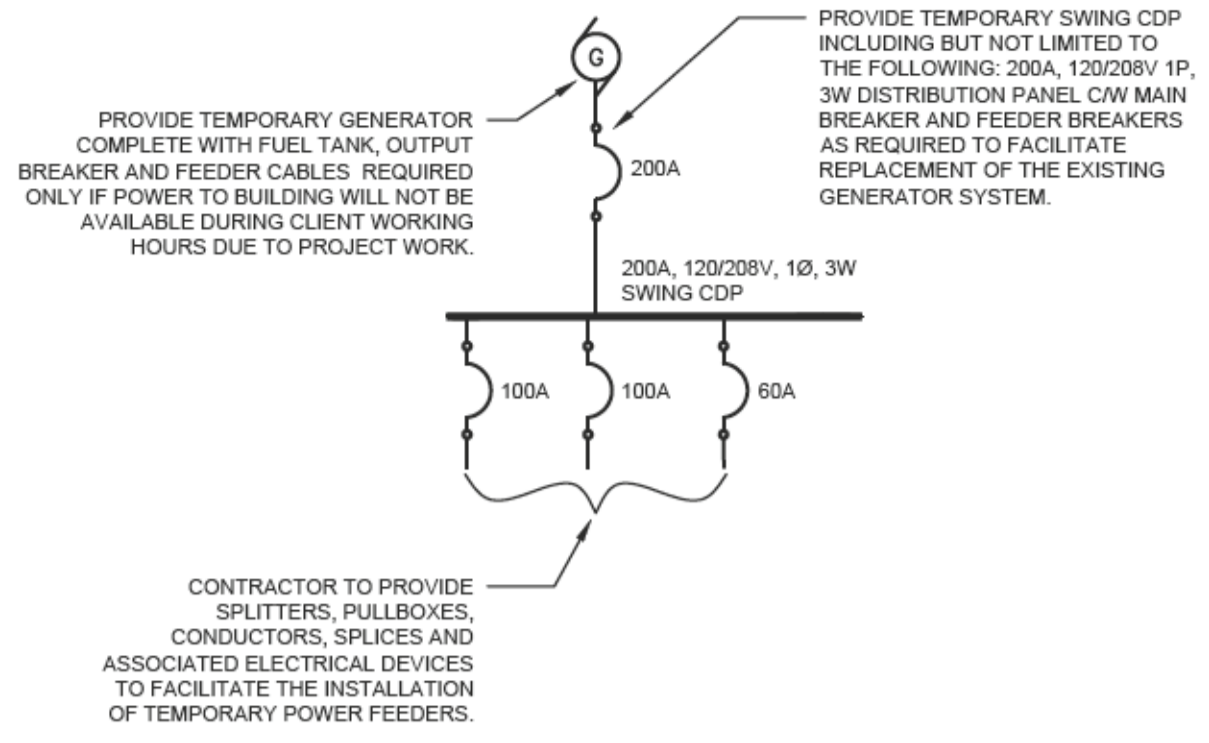 PROVIDE TEMPORARY SWING CDP
INCLUDING BUT NOT LIMITED TO
THE FOLLOWING: 200A, 120/208V 1P,
3W DISTRIBUTION PANEL C/W MAIN
BREAKER AND FEEDER BREAKERS
AS REQUIRED TO FACILITATE
REPLACEMENT OF THE EXISTING
GENERATOR SYSTEM.
G
PROVIDE TEMPORARY GENERATOR
COMPLETE WITH FUEL TANK, OUTPUT
BREAKER AND FEEDER CABLES REQUIRED
ONLY IF POWER TO BUILDING WILL NOT BE
AVAILABLE DURING CLIENT WORKING
HOURS DUE TO PROJECT WORK.
200A
200A, 120/208V, 1Ø, 3W
SWING CDP
100A
100A
60A
CONTRACTOR TO PROVIDE
SPLITTERS, PULLBOXES,
CONDUCTORS, SPLICES AND
ASSOCIATED ELECTRICAL DEVICES
TO FACILITATE THE INSTALLATION
OF TEMPORARY POWER FEEDERS.